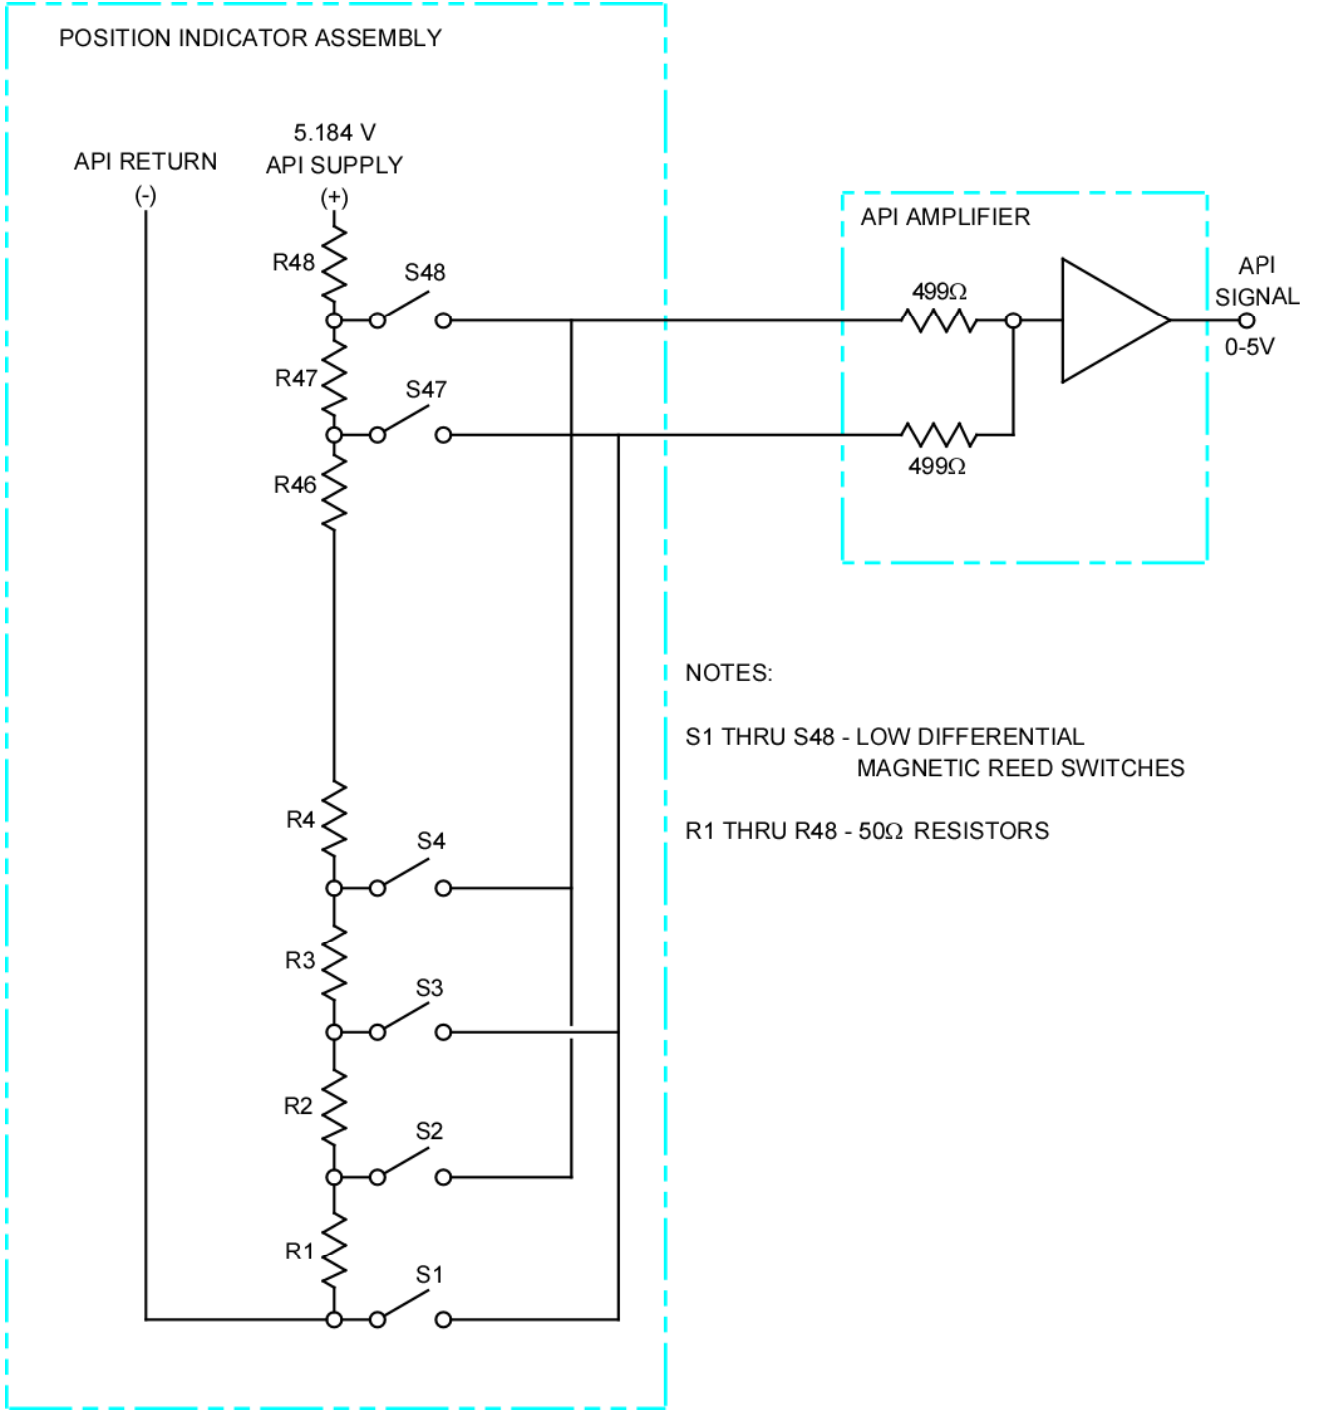 POSITION INDICATOR ASSEMBLY
API RETURN
(-)
5.184 V
API SUPPLY
(+)
R48
S48
R47
S47
R46
R4
S4
R3
S3
R2
S2
R1
S1
API AMPLIFIER
499Ω
499Ω
API
SIGNAL
0-5V
NOTES:
S1 THRU S48 - LOW DIFFERENTIAL
MAGNETIC REED SWITCHES
R1 THRU R48 - 50Ω RESISTORS